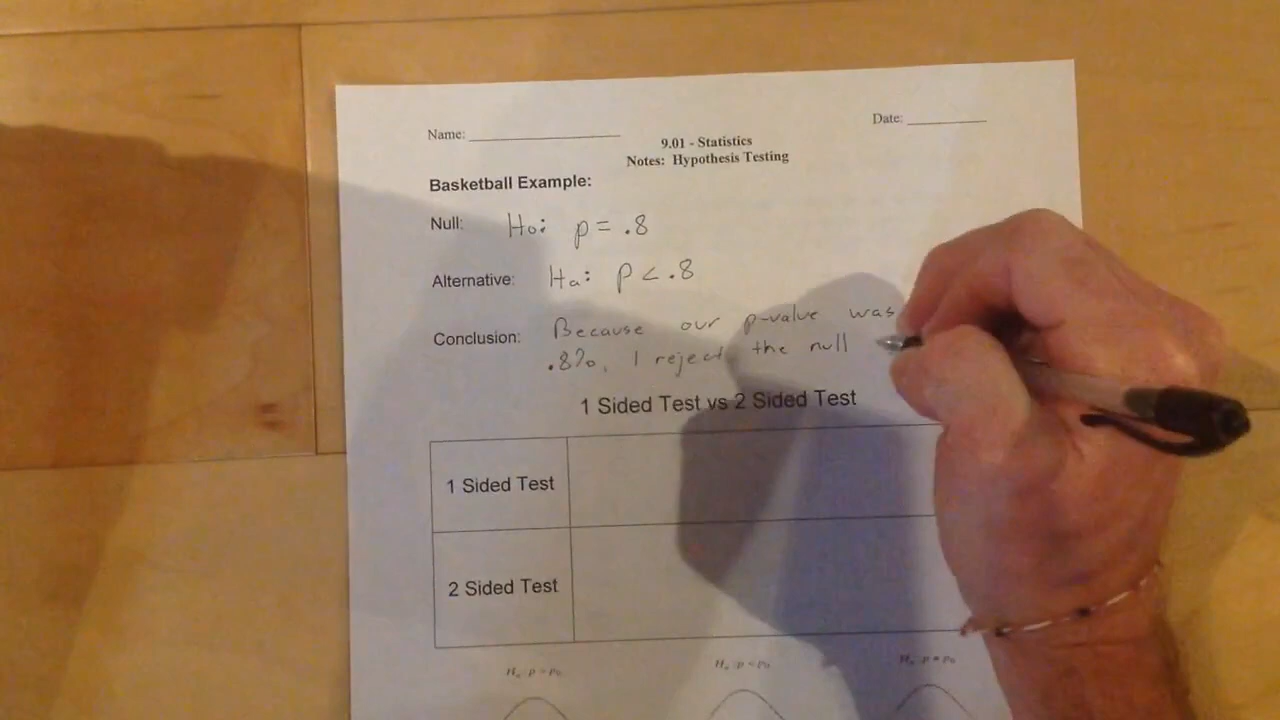 Name: ____________ Date: ________
9.01 - Statistics
Notes: Hypothesis Testing
Basketball Example:
Null: Ho: p = .8
Alternative: Ha: p < .8
Conclusion: Because our p-value was
.8%, I reject the null
1 Sided Test vs 2 Sided Test
1 Sided Test
2 Sided Test